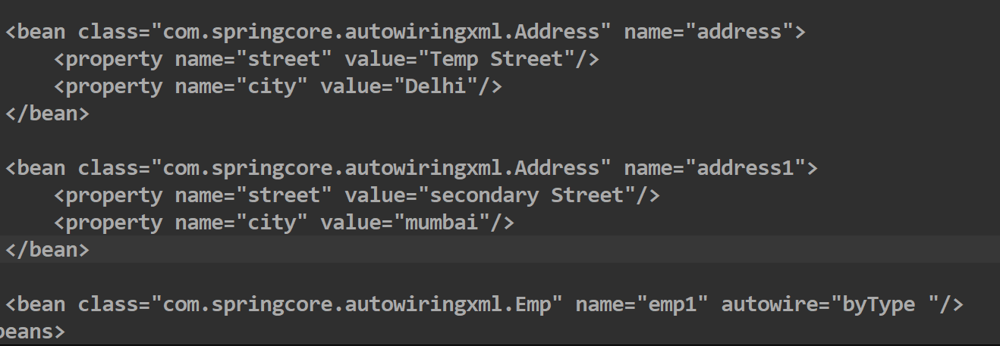 <bean class="com.springcore.autowiringxml.Address" name="address">
    <property name="street" value="Temp Street"/>
    <property name="city" value="Delhi"/>
</bean>
<bean class="com.springcore.autowiringxml.Address" name="address1">
    <property name="street" value="secondary Street"/>
    <property name="city" value="mumbai"/>
</bean>
<bean class="com.springcore.autowiringxml.Emp" name="emp1" autowire="byType "/>
beans>